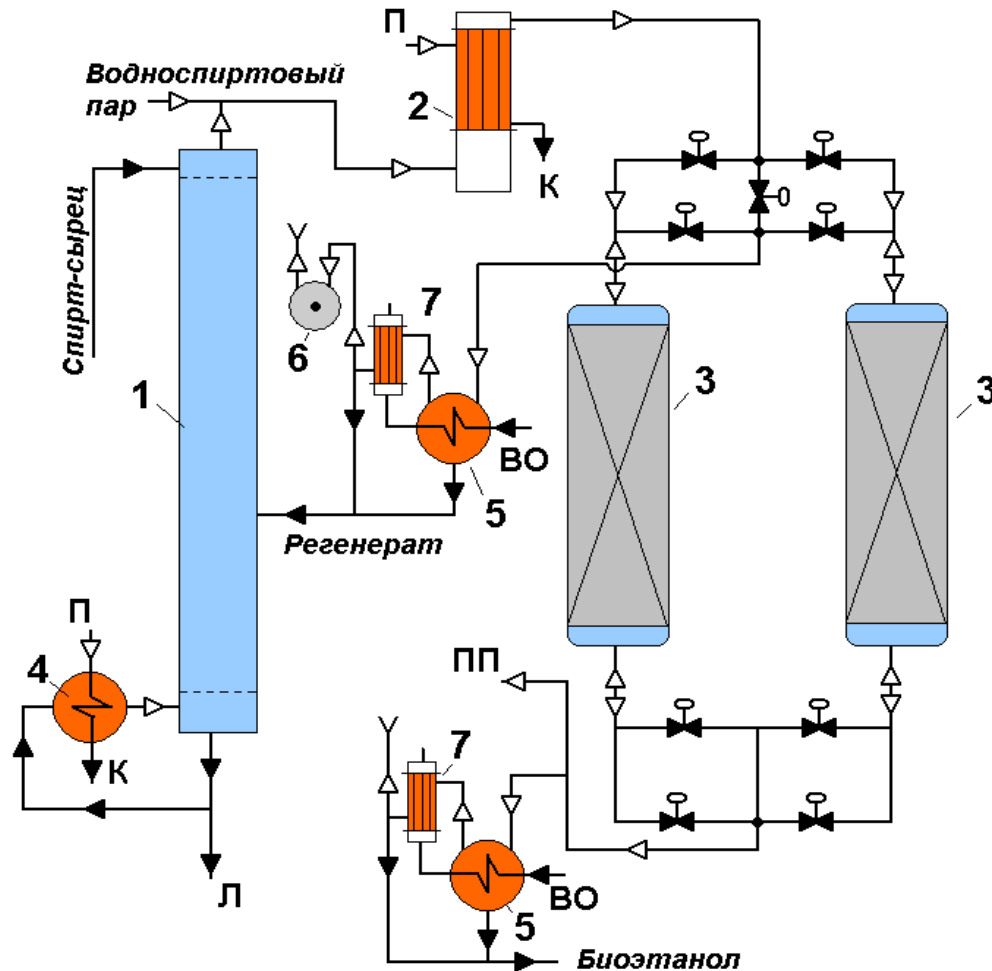 П
2
Водноспиртовый
пар
К
Спирт-сырец
7
6
3
3
1
ВО
5
Регенерат
П
4
ПП
К
7
Л
ВО
5
Биоэтанол